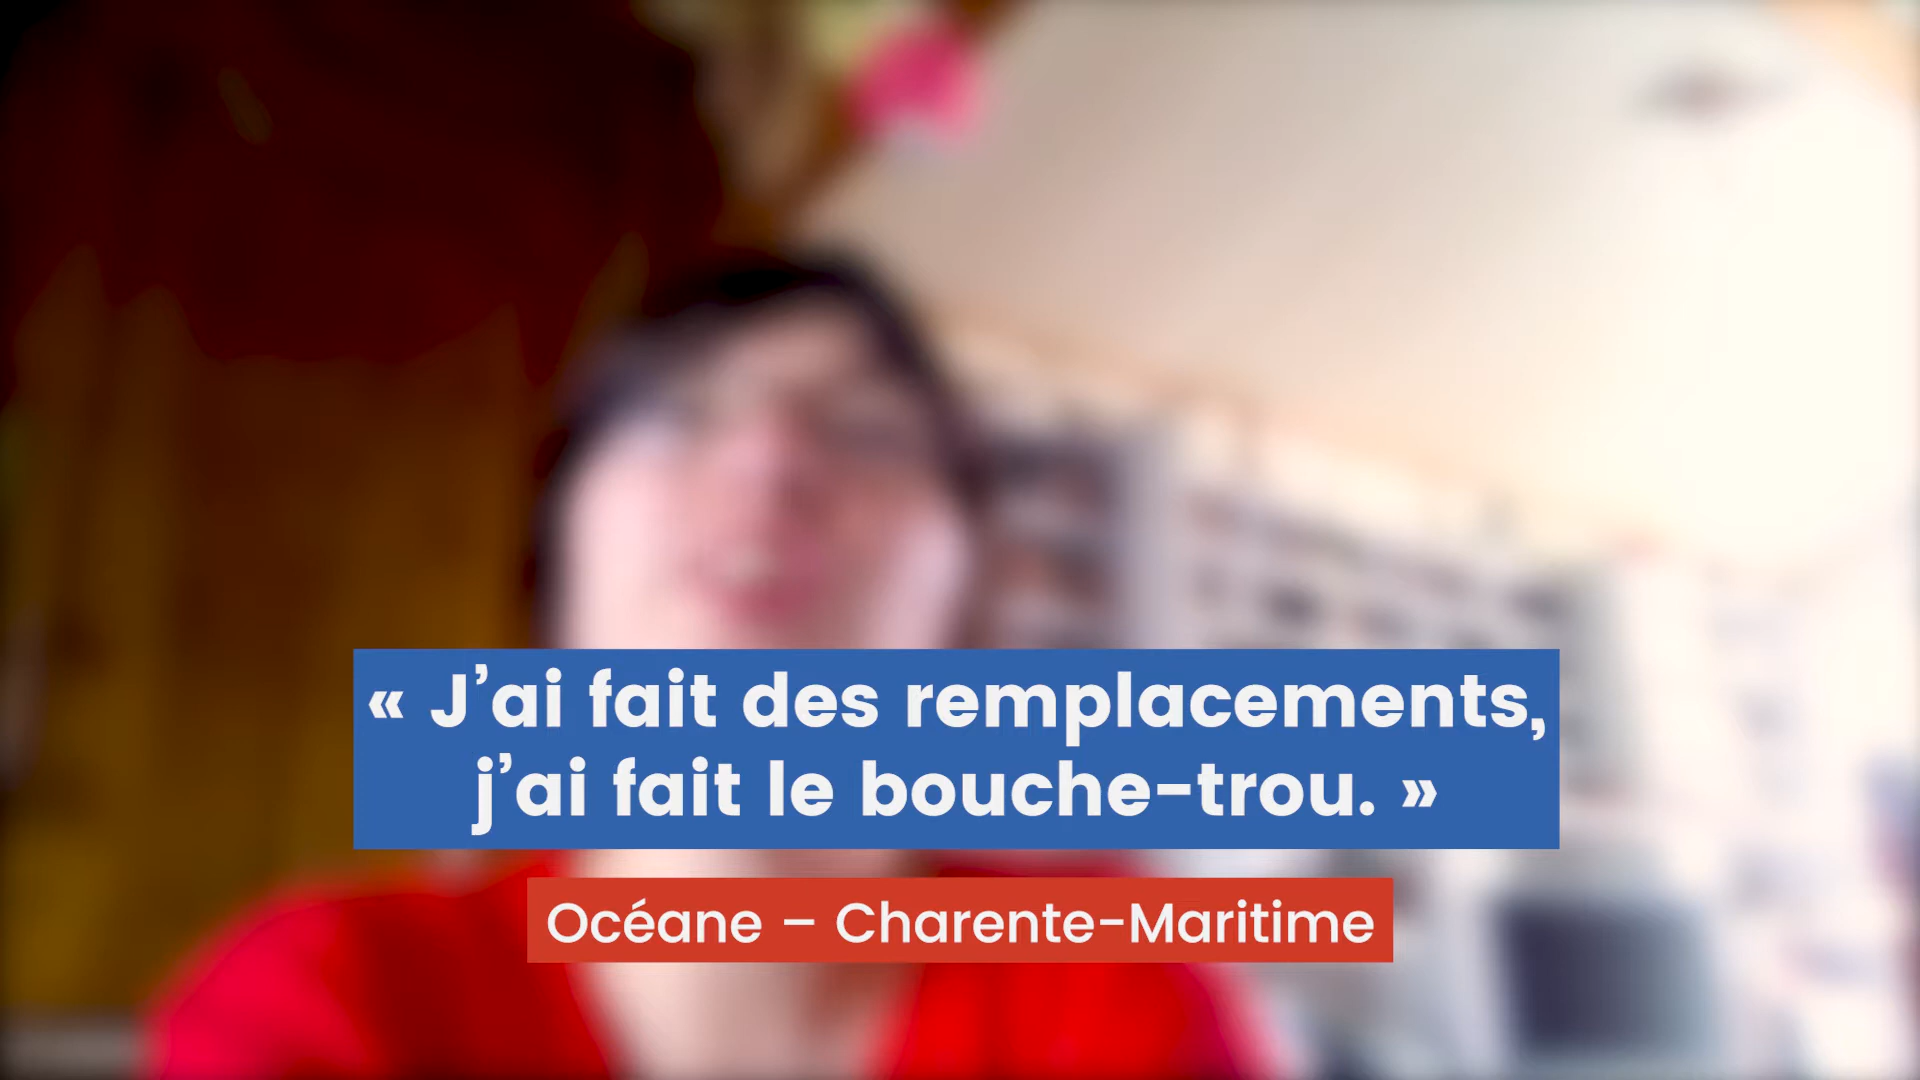 « J’ai fait des remplacements,
j’ai fait le bouche-trou. »
Océane – Charente-Maritime